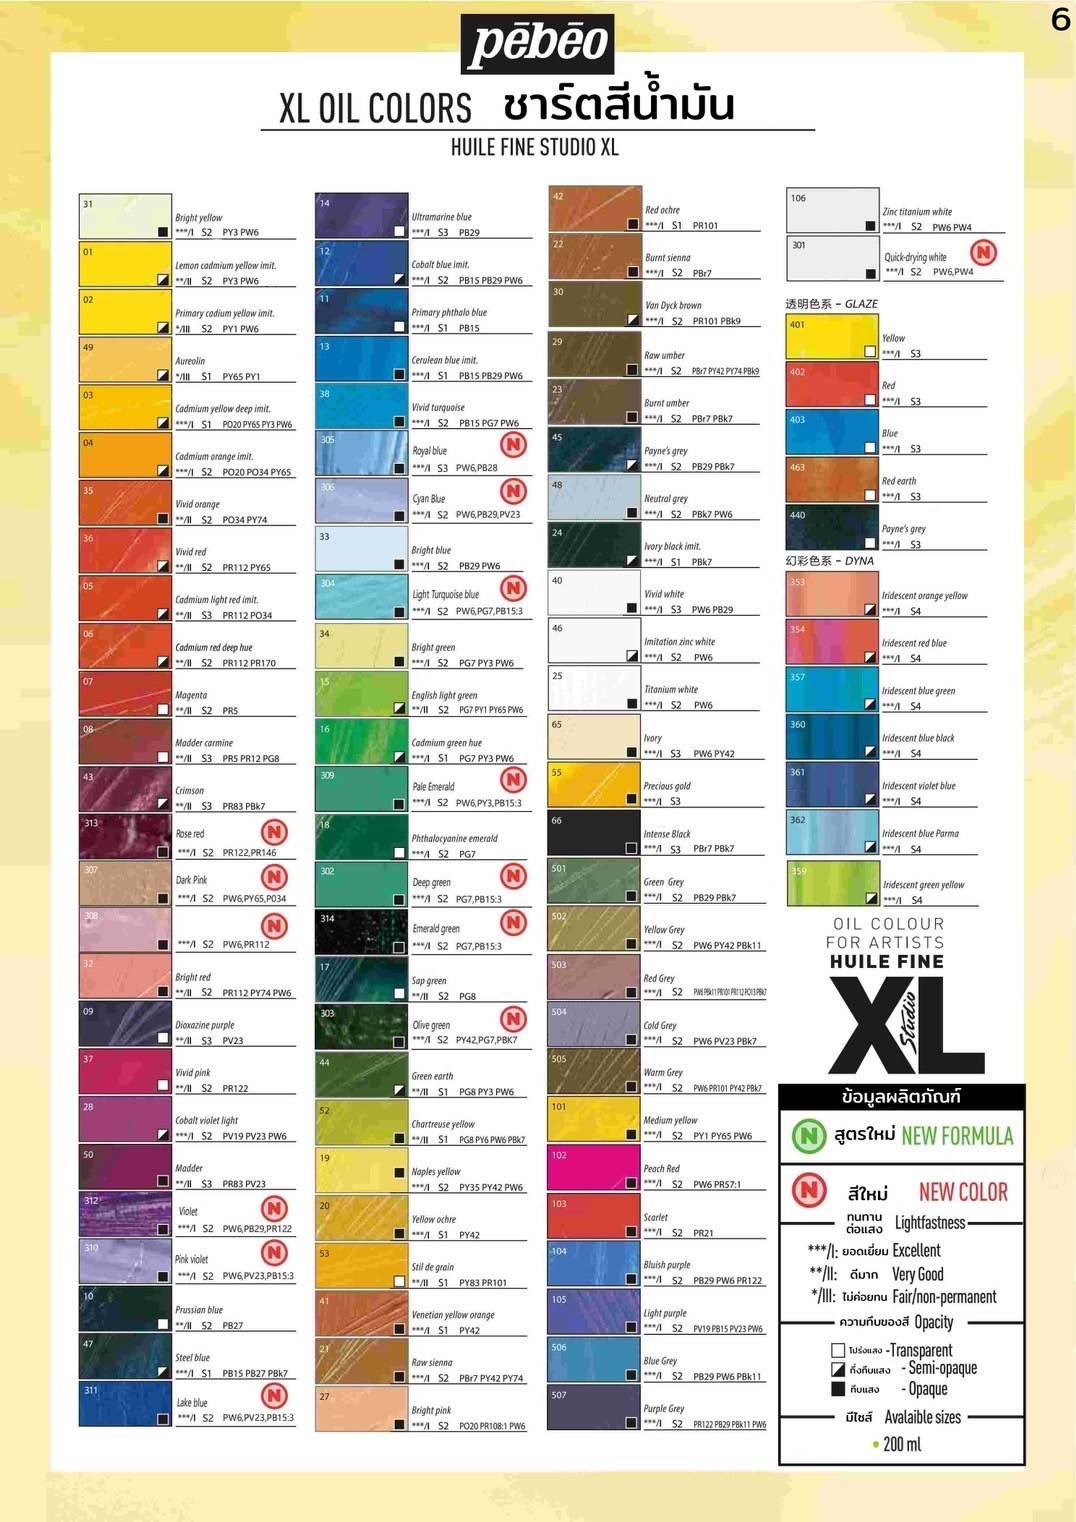 6
pēbēo
XL OIL COLORS ชาร์ตสีน้ำมัน
HUILE FINE STUDIO XL
31
Bright yellow
***/I S2 PY3 PW6
01
Lemon cadmium yellow imit.
**/II S2 PY3 PW6
02
Primary cadium yellow imit.
*/III S2 PY1 PW6
49
Aureolin
*/III S1 PY65 PY1
03
Cadmium yellow deep imit.
***/I S1 PO20 PY65 PY3 PW6
04
Cadmium orange imit.
***/I S2 PO20 PO34 PY65
35
Vivid orange
**/II S2 PO34 PY74
36
Vivid red
**/II S2 PR112 PY65
05
Cadmium light red imit.
**/II S3 PR112 PO34
06
Cadmium red deep hue
**/II S2 PR112 PR170
07
Magenta
**/II S2 PR5
08
Madder carmine
**/II S3 PR5 PR12 PG8
43
Crimson
**/II S3 PR83 PBk7
313
Rose red
N
***/I S2 PR122,PR146
307
Dark Pink
N
***/I S2 PW6,PY65,PO34
308
N
***/I S2 PW6,PR112
32
Bright red
**/II S2 PR112 PY74 PW6
09
Dioxazine purple
**/II S3 PV23
37
Vivid pink
**/II S2 PR122
28
Cobalt violet light
***/I S2 PV19 PV23 PW6
50
Madder
**/II S3 PR83 PV23
312
Violet
N
***/I S2 PW6,PB29,PR122
310
Pink violet
N
***/I S2 PW6,PV23,PB15:3
10
Prussian blue
**/II S2 PB27
47
Steel blue
***/I S1 PB15 PB27 PBk7
311
Lake blue
N
***/I S2 PW6,PV23,PB15:3
14
Ultramarine blue
***/I S3 PB29
12
Cobalt blue imit.
***/I S2 PB15 PB29 PW6
11
Primary phthalo blue
***/I S1 PB15
13
Cerulean blue imit.
***/I S1 PB15 PB29 PW6
38
Vivid turquoise
***/I S2 PB15 PG7 PW6
305
Royal blue
N
***/I S3 PW6,PB28
306
Cyan Blue
N
***/I S2 PW6,PB29,PV23
33
Bright blue
***/I S2 PB29 PW6
304
Light Turquoise blue
N
***/I S2 PW6,PG7,PB15:3
34
Bright green
***/I S2 PG7 PY3 PW6
15
English light green
**/II S2 PG7 PY1 PY65 PW6
16
Cadmium green hue
***/I S1 PG7 PY3 PW6
309
Pale Emerald
N
***/I S2 PW6,PY3,PB15:3
18
Phthalocyanine emerald
***/I S2 PG7
302
Deep green
N
***/I S2 PG7,PB15:3
314
Emerald green
N
***/I S2 PG7,PB15:3
17
Sap green
**/II S2 PG8
303
Olive green
N
***/I S2 PY42,PG7,PBK7
44
Green earth
**/II S1 PG8 PY3 PW6
52
Chartreuse yellow
**/II S1 PG8 PY6 PW6 PBk7
19
Naples yellow
***/I S2 PY35 PY42 PW6
20
Yellow ochre
***/I S1 PY42
53
Stil de grain
**/II S1 PY83 PR101
41
Venetian yellow orange
***/I S1 PY42
21
Raw sienna
***/I S2 PBr7 PY42 PY74
27
Bright pink
***/I S2 PO20 PR108:1 PW6
42
Red ochre
***/I S1 PR101
22
Burnt sienna
***/I S2 PBr7
30
Van Dyck brown
***/I S2 PR101 PBk9
29
Raw umber
***/I S2 PBr7 PY42 PY74 PBk9
23
Burnt umber
***/I S2 PBr7 PBk7
45
Payne's grey
***/I S2 PB29 PBk7
48
Neutral grey
***/I S2 PBk7 PW6
24
Ivory black imit.
***/I S1 PBk7
40
Vivid white
***/I S3 PW6 PB29
46
Imitation zinc white
***/I S2 PW6
25
Titanium white
***/I S2 PW6
65
Ivory
***/I S3 PW6 PY42
55
Precious gold
***/I S3
66
Intense Black
***/I S3 PBr7 PBk7
501
Green Grey
***/I S2 PB29 PBk7
502
Yellow Grey
***/I S2 PW6 PY42 PBk11
503
Red Grey
***/I S2 PW6 PBk11 PR101 PR112 PO13 PBk7
504
Cold Grey
***/I S2 PW6 PV23 PBk7
505
Warm Grey
***/I S2 PW6 PR101 PY42 PBk7
101
Medium yellow
***/I S2 PY1 PY65 PW6
102
Peach Red
***/I S2 PW6 PR57:1
103
Scarlet
***/I S2 PR21
104
Bluish purple
***/I S2 PB29 PW6 PR122
105
Light purple
***/I S2 PV19 PB15 PV23 PW6
506
Blue Grey
***/I S2 PB29 PW6 PBk11
507
Purple Grey
***/I S2 PR122 PB29 PBk11 PW6
106
Zinc titanium white
***/I S2 PW6 PW4
301
Quick-drying white
N
***/I S2 PW6,PW4
透明色系 – GLAZE
401
Yellow
***/I S3
402
Red
***/I S3
403
Blue
***/I S3
463
Red earth
***/I S3
440
Payne's grey
***/I S3
幻彩色系 – DYNA
353
Iridescent orange yellow
***/I S4
354
Iridescent red blue
***/I S4
357
Iridescent blue green
***/I S4
360
Iridescent blue black
***/I S4
361
Iridescent violet blue
***/I S4
362
Iridescent blue Parma
***/I S4
359
Iridescent green yellow
***/I S4
OIL COLOUR
FOR ARTISTS
HUILE FINE
XL Studio
ข้อมูลผลิตภัณฑ์
N สูตรใหม่ NEW FORMULA
N สีใหม่ NEW COLOR
ทนทาน
ต่อแสง Lightfastness
***/I: ยอดเยี่ยม Excellent
**/II: ดีมาก Very Good
*/III: ไม่ค่อยทน Fair/non-permanent
ความทึบของสี Opacity
โปร่งแสง -Transparent
กึ่งทึบแสง - Semi-opaque
ทึบแสง - Opaque
มีไซส์ Avalaible sizes
• 200 ml